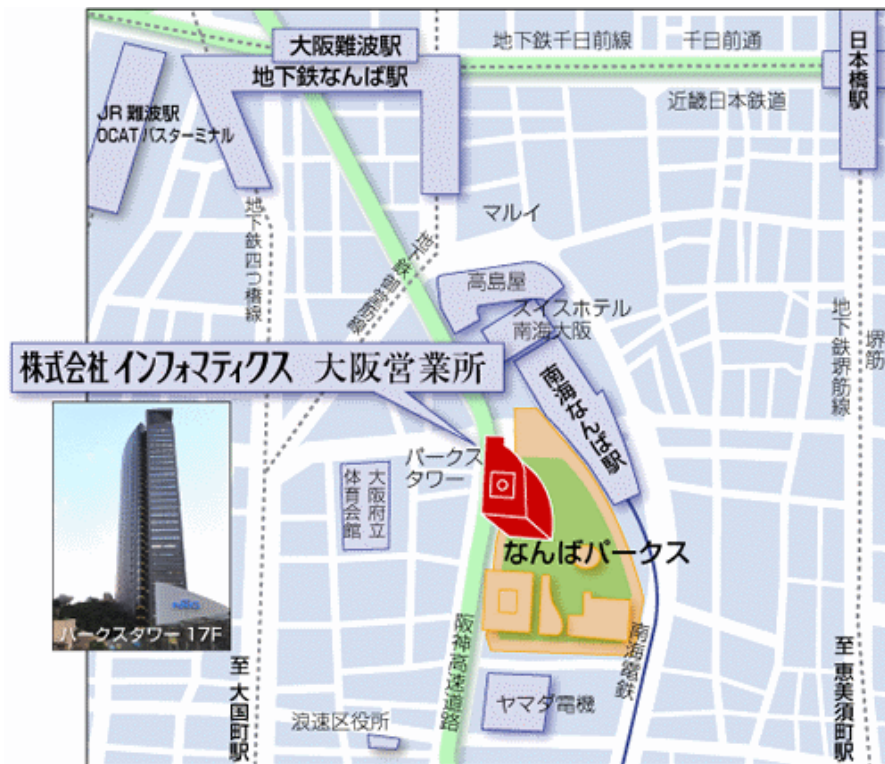 大阪難波駅
地下鉄千日前線
千日前通
日本橋駅
地下鉄なんば駅
近畿日本鉄道
JR 難波駅
OCAT バスターミナル
地下鉄四つ橋線
地下鉄御堂筋線
マルイ
高島屋
スイスホテル
南海大阪
地下鉄堺筋線
堺筋
株式会社 インフォマティクス 大阪営業所
南海なんば駅
パークス
タワー
大阪府立
体育会館
なんばパークス
パークスタワー 17F
阪神高速道路
南海電鉄
至 大国町駅
至 恵美須町駅
ヤマダ電機
浪速区役所